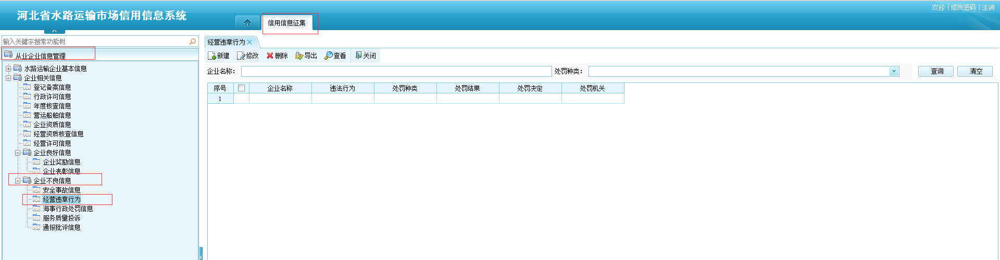 河北省水路运输市场信用信息系统
信用信息征集
欢迎 | 修改密码 | 注销
输入关键字搜索功能树
从业企业信息管理
水路运输企业基本信息
企业相关信息
登记备案信息
行政许可信息
年度核查信息
营运船舶信息
企业资质信息
经营资质核查信息
经营许可信息
企业良好信息
企业奖励信息
企业表彰信息
企业不良信息
安全事故信息
经营违章行为
海事行政处罚信息
服务质量投诉
通报批评信息
经营违章行为
新建 修改 删除 导出 查看 关闭
企业名称： 处罚种类： 查询 清空
序号 企业名称 违法行为 处罚种类 处罚结果 处罚决定 处罚机关
1